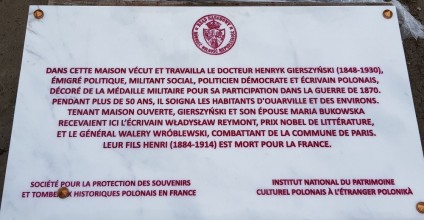 DANS CETTE MAISON VÉCUT ET TRAVAILLA LE DOCTEUR HENRYK GIERSZYŃSKI (1848-1930),
ÉMIGRÉ POLITIQUE, MILITANT SOCIAL, POLITICIEN DÉMOCRATE ET ÉCRIVAIN POLONAIS,
DÉCORÉ DE LA MÉDAILLE MILITAIRE POUR SA PARTICIPATION DANS LA GUERRE DE 1870.
PENDANT PLUS DE 50 ANS, IL SOIGNA LES HABITANTS D'OUARVILLE ET DES ENVIRONS.
TENANT MAISON OUVERTE, GIERSZYŃSKI ET SON ÉPOUSE MARIA BUKOWSKA
RECEVAIENT ICI L'ÉCRIVAIN WŁADYSŁAW REYMONT, PRIX NOBEL DE LITTÉRATURE,
ET LE GÉNÉRAL WALERY WRÓBLEWSKI, COMBATTANT DE LA COMMUNE DE PARIS.
LEUR FILS HENRI (1884-1914) EST MORT POUR LA FRANCE.
SOCIÉTÉ POUR LA PROTECTION DES SOUVENIRS
ET TOMBEAUX HISTORIQUES POLONAIS EN FRANCE
INSTITUT NATIONAL DU PATRIMOINE
CULTUREL POLONAIS À L'ÉTRANGER POLONIKA